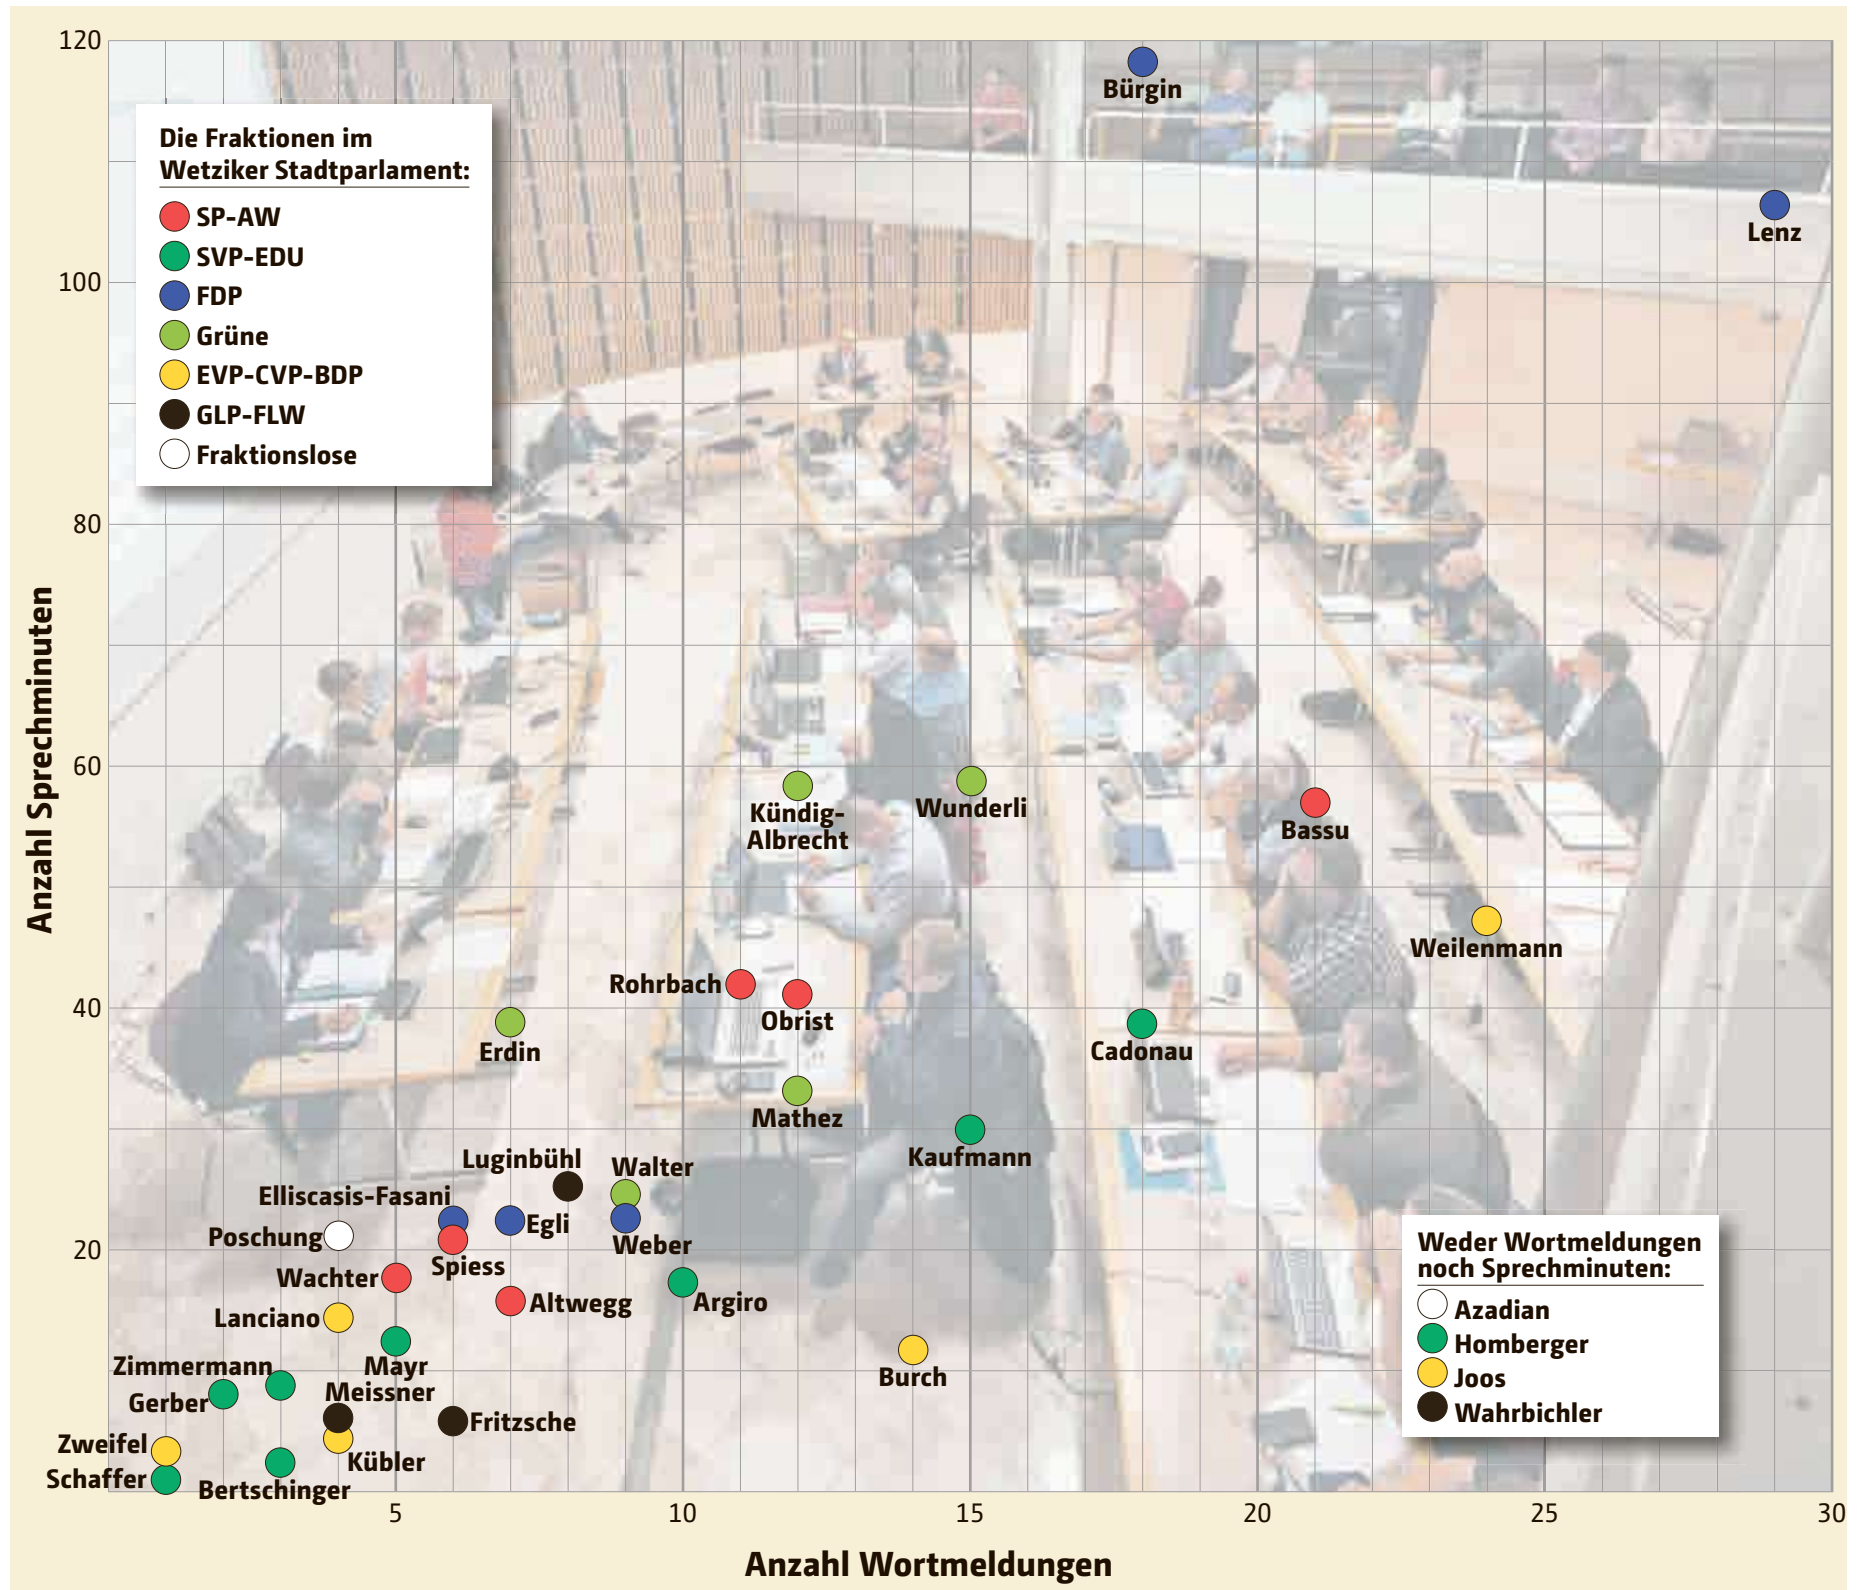 120
100
80
60
40
20
Anzahl Sprechminuten
Die Fraktionen im
Wetziker Stadtparlament:
SP-AW
SVP-EDU
FDP
Grüne
EVP-CVP-BDP
GLP-FLW
Fraktionslose
Bürgin
Lenz
Kündig-
Albrecht
Wunderli
Bassu
Weilenmann
Rohrbach
Obrist
Erdin
Cadonau
Mathez
Kaufmann
Luginbühl
Walter
Elliscasis-Fasani
Poschung
Egli
Weber
Spiess
Wachter
Altwegg
Argiro
Lanciano
Mayr
Zimmermann
Burch
Meissner
Gerber
Fritzsche
Zweifel
Kübler
Schaffer
Bertschinger
Weder Wortmeldungen
noch Sprechminuten:
Azadian
Homberger
Joos
Wahrbichler
5 10 15 20 25 30
Anzahl Wortmeldungen